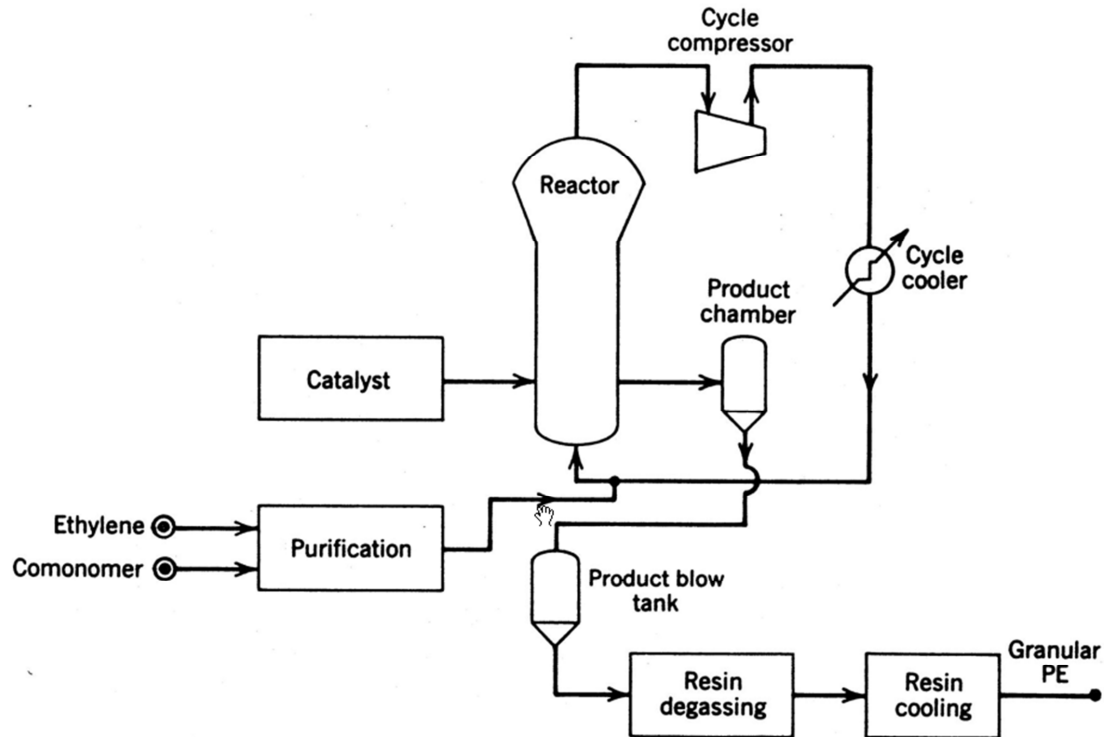 Cycle
compressor
Reactor
Cycle
cooler
Product
chamber
Catalyst
Ethylene
Comonomer
Purification
Product blow
tank
Resin
degassing
Resin
cooling
Granular
PE